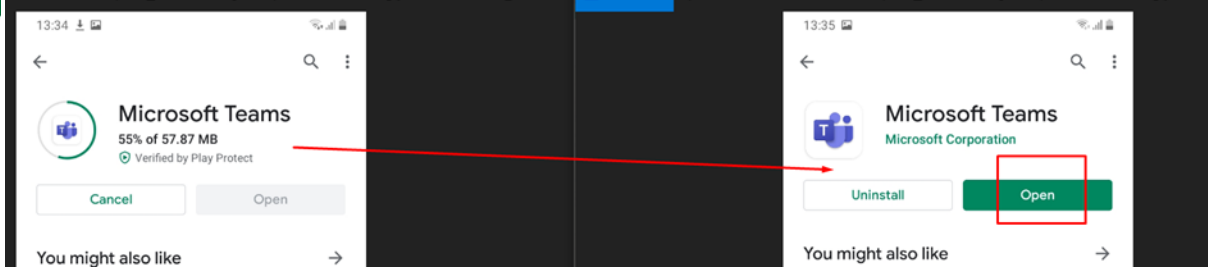 13:34
Microsoft Teams
55% of 57.87 MB
Verified by Play Protect
Cancel
Open
You might also like
13:35
Microsoft Teams
Microsoft Corporation
Uninstall
Open
You might also like